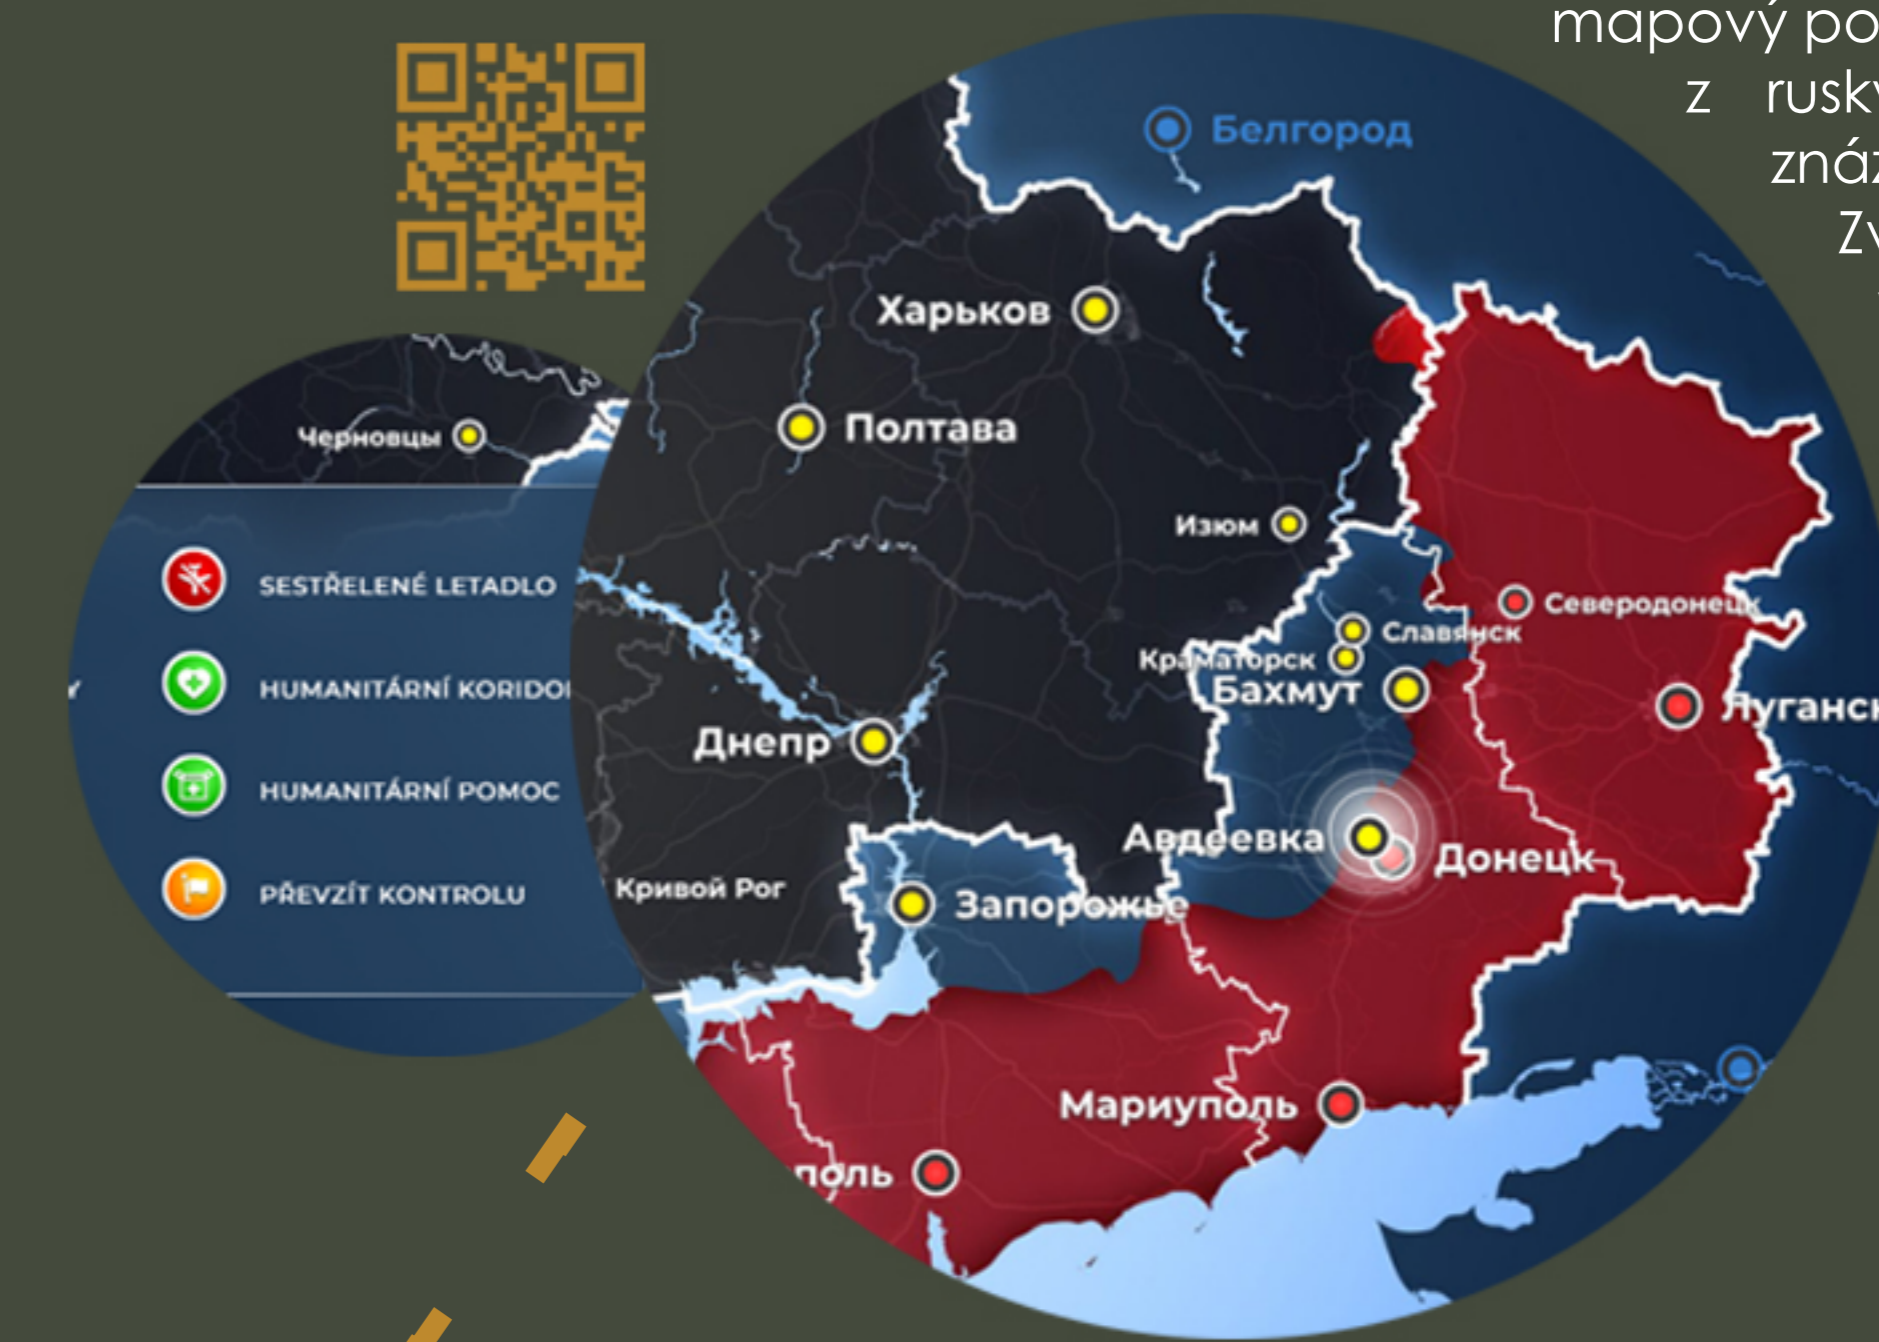 mapový po
z rusk
znáz
Zv
Белгород
Харьков
Полтава
Черновцы
Изюм
Северодонецк
Славянск
Краматорск
Бахмут
Луганск
Днепр
Авдеевка
Донецк
Кривой Рог
Запорожье
Мариуполь
поль
SESTŘELENÉ LETADLO
HUMANITÁRNÍ KORIDO
HUMANITÁRNÍ POMOC
PŘEVZÍT KONTROLU